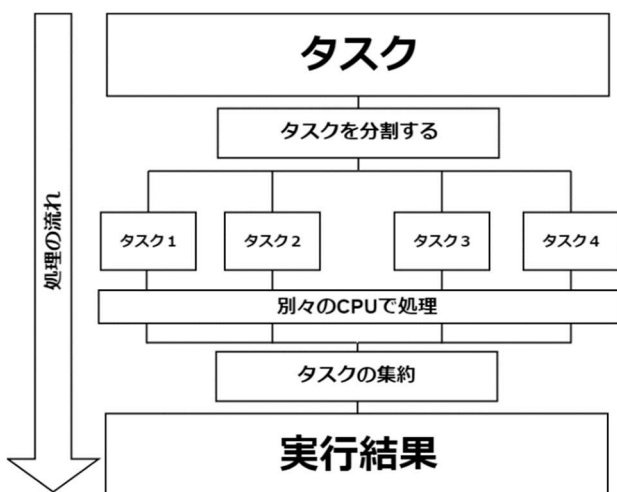 タスク
タスクを分割する
処理の流れ
タスク１
タスク２
タスク３
タスク４
別々のCPUで処理
タスクの集約
実行結果